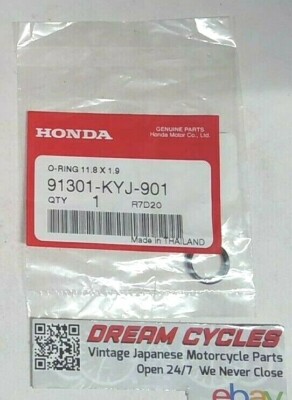 HONDA
GENUINE PARTS
Honda Motor Co., Ltd.
O-RING 11.8 X 1.9
91301-KYJ-901
QTY 1 R7D20
Made in THAILAND
DREAM CYCLES
Vintage Japanese Motorcycle Parts
Open 24/7 We Never Close
ebay